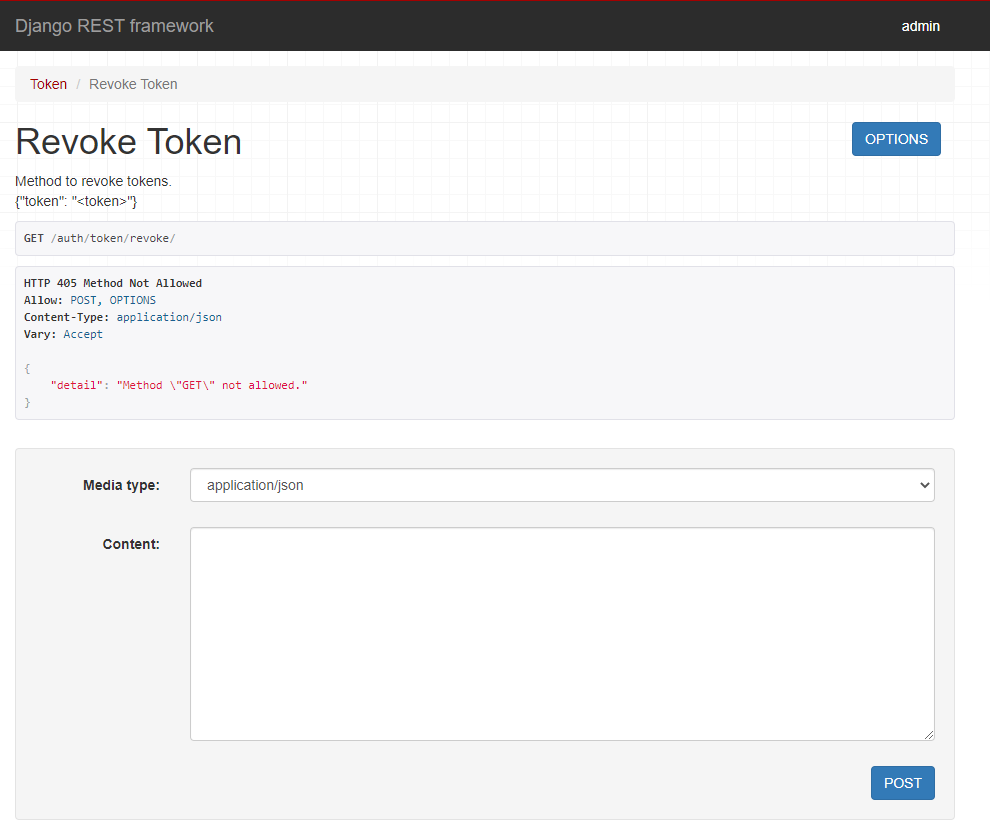 Django REST framework
admin
Token / Revoke Token
Revoke Token
OPTIONS
Method to revoke tokens.
{"token": "<token>"}
GET /auth/token/revoke/
HTTP 405 Method Not Allowed
Allow: POST, OPTIONS
Content-Type: application/json
Vary: Accept
{
"detail": "Method \"GET\" not allowed."
}
Media type:
application/json
Content:
POST